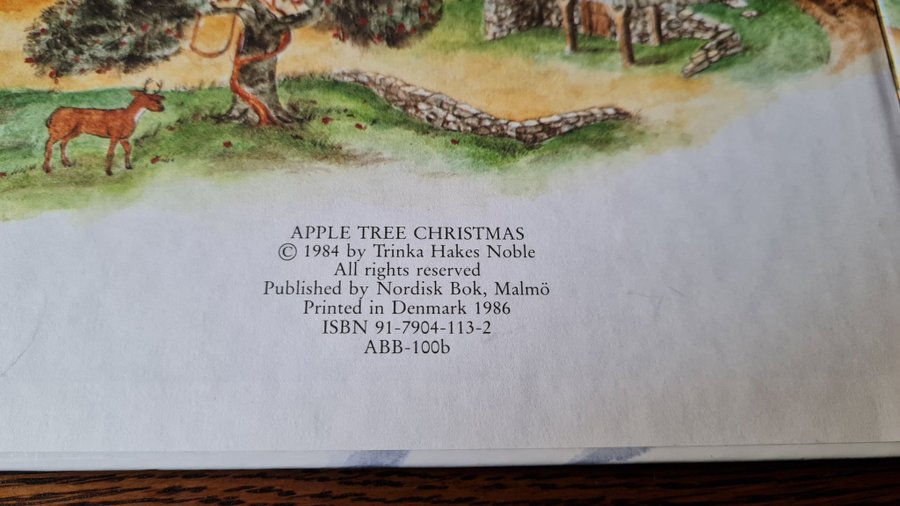 APPLE TREE CHRISTMAS
© 1984 by Trinka Hakes Noble
All rights reserved
Published by Nordisk Bok, Malmö
Printed in Denmark 1986
ISBN 91-7904-113-2
ABB-100b